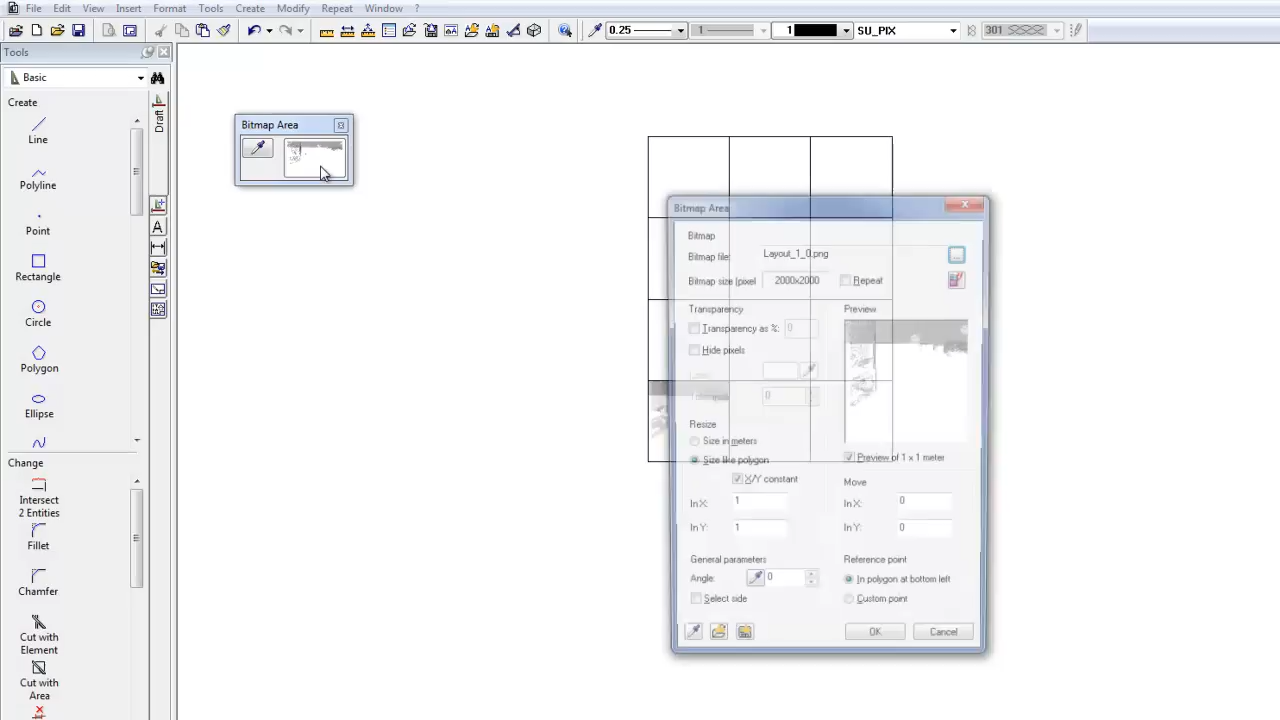 File Edit View Insert Format Tools Create Modify Repeat Window ?
0.25 1 1 SU_PIX 301
Tools
Basic
Create
Draft
Line
Polyline
Point
Rectangle
Circle
Polygon
Ellipse
Change
Intersect
2 Entities
Fillet
Chamfer
Cut with
Element
Cut with
Area
A
Bitmap Area
Bitmap Area
Bitmap
Bitmap file: Layout_1_0.png ...
Bitmap size (pixel 2000x2000 Repeat
Transparency
Transparency as %: 0
Hide pixels
0
Preview
Preview of 1 x 1 meter
Resize
Size in meters
Size like polygon
X/Y constant
In X: 1
In Y: 1
Move
In X: 0
In Y: 0
General parameters
Angle: 0
Select side
Reference point
In polygon at bottom left
Custom point
OK Cancel